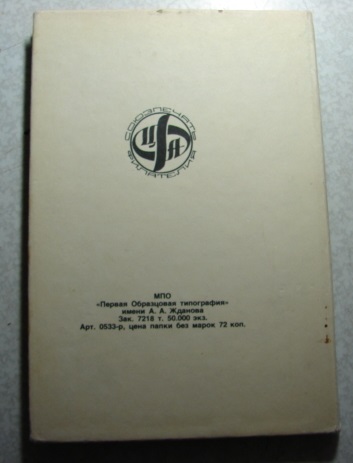 СОЮЗПЕЧАТЬ
ЦФА
ФИЛАТЕЛИЯ
МПО
«Первая Образцовая типография»
имени А. А. Жданова
Зак. 7218 т. 50.000 экз.
Арт. 0533-р, цена папки без марок 72 коп.